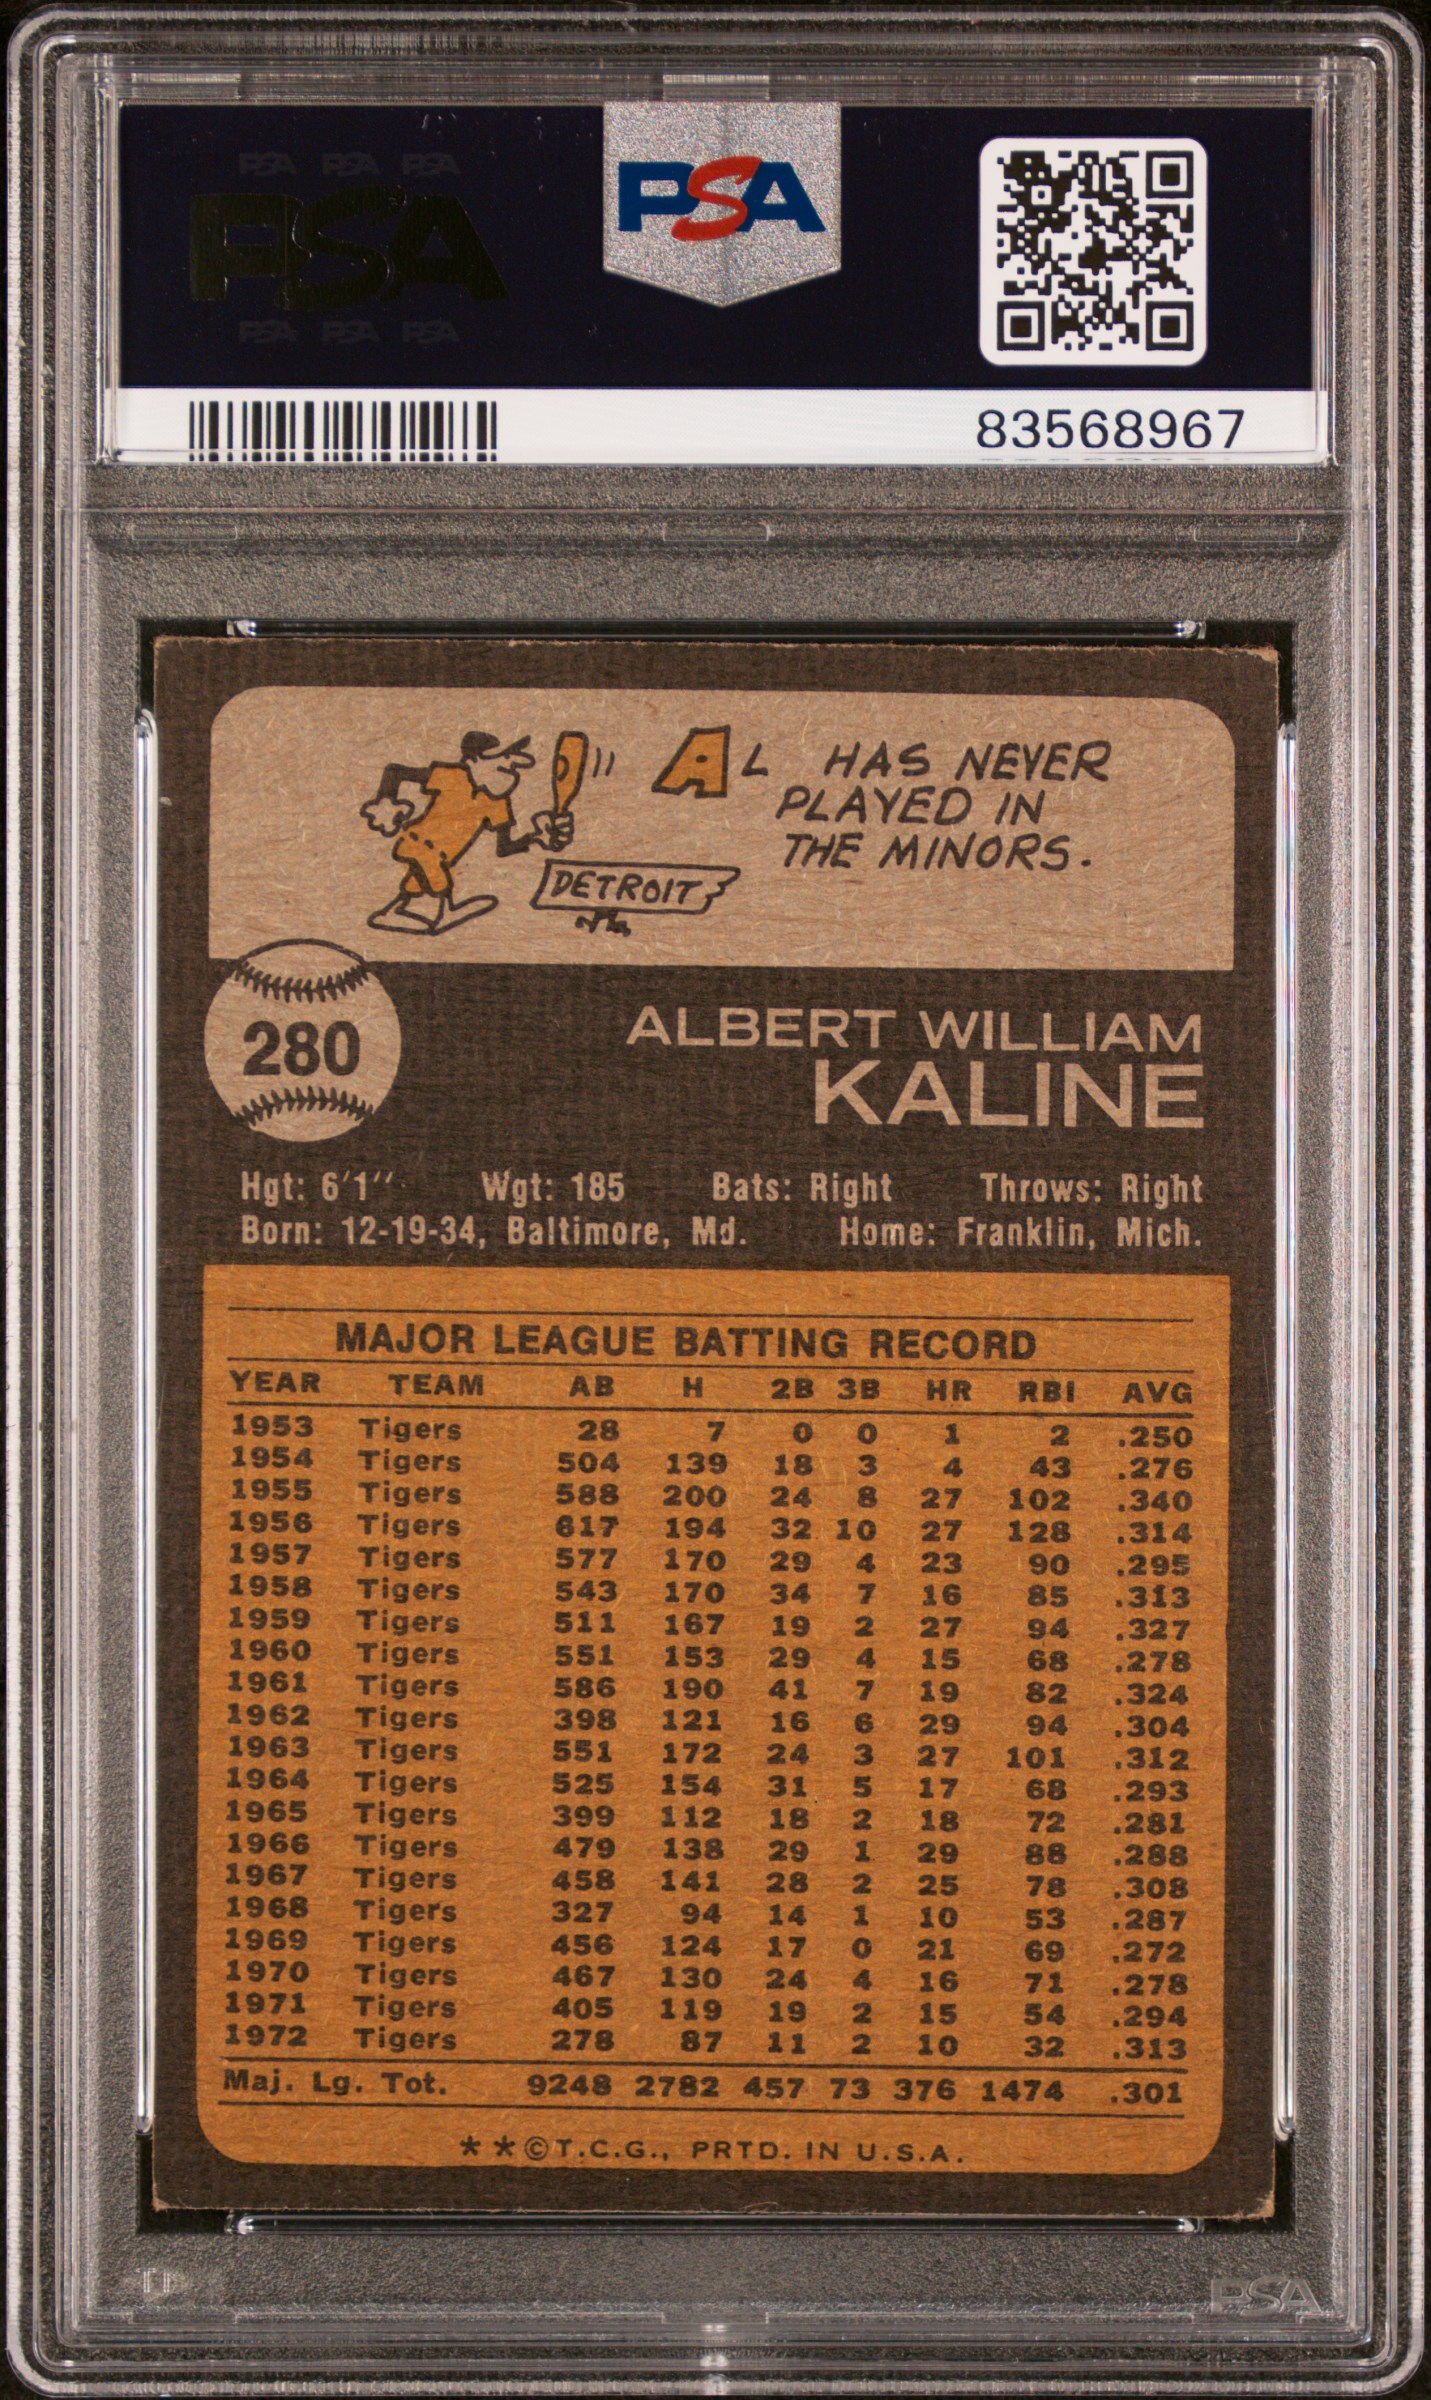 PSA PSA PSA
PSA
PSA PSA PSA
PSA
83568967
AL HAS NEVER
PLAYED IN
THE MINORS.
DETROIT
280
ALBERT WILLIAM
KALINE
Hgt: 6'1" Wgt: 185 Bats: Right Throws: Right
Born: 12-19-34, Baltimore, Md. Home: Franklin, Mich.
MAJOR LEAGUE BATTING RECORD
YEAR TEAM AB H 2B 3B HR RBI AVG
1953 Tigers 28 7 0 0 1 2 .250
1954 Tigers 504 139 18 3 4 43 .276
1955 Tigers 588 200 24 8 27 102 .340
1956 Tigers 617 194 32 10 27 128 .314
1957 Tigers 577 170 29 4 23 90 .295
1958 Tigers 543 170 34 7 16 85 .313
1959 Tigers 511 167 19 2 27 94 .327
1960 Tigers 551 153 29 4 15 68 .278
1961 Tigers 586 190 41 7 19 82 .324
1962 Tigers 398 121 16 6 29 94 .304
1963 Tigers 551 172 24 3 27 101 .312
1964 Tigers 525 154 31 5 17 68 .293
1965 Tigers 399 112 18 2 18 72 .281
1966 Tigers 479 138 29 1 29 88 .288
1967 Tigers 458 141 28 2 25 78 .308
1968 Tigers 327 94 14 1 10 53 .287
1969 Tigers 456 124 17 0 21 69 .272
1970 Tigers 467 130 24 4 16 71 .278
1971 Tigers 405 119 19 2 15 54 .294
1972 Tigers 278 87 11 2 10 32 .313
Maj. Lg. Tot. 9248 2782 457 73 376 1474 .301
* * © T.C.G., PRTD. IN U.S.A.
PSA